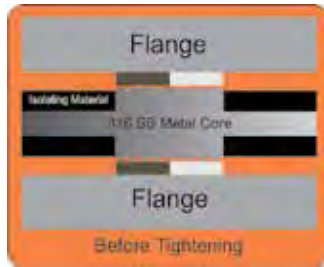 Flange
Isolating Material
316 SS Metal Core
Flange
Before Tightening